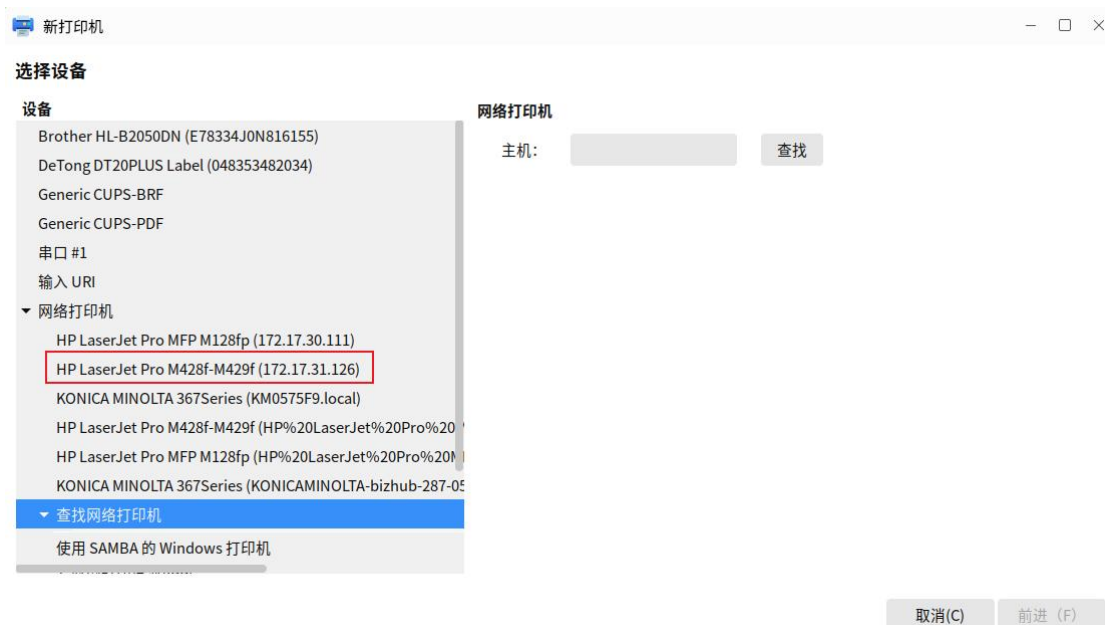 新打印机
选择设备
设备
Brother HL-B2050DN (E78334J0N816155)
DeTong DT20PLUS Label (048353482034)
Generic CUPS-BRF
Generic CUPS-PDF
串口 #1
输入 URI
网络打印机
HP LaserJet Pro MFP M128fp (172.17.30.111)
HP LaserJet Pro M428f-M429f (172.17.31.126)
KONICA MINOLTA 367Series (KM0575F9.local)
HP LaserJet Pro M428f-M429f (HP%20LaserJet%20Pro%20
HP LaserJet Pro MFP M128fp (HP%20LaserJet%20Pro%20M
KONICA MINOLTA 367Series (KONICAMINOLTA-bizhub-287-05
查找网络打印机
使用 SAMBA 的 Windows 打印机
网络打印机
主机: 查找
取消(C) 前进（F）